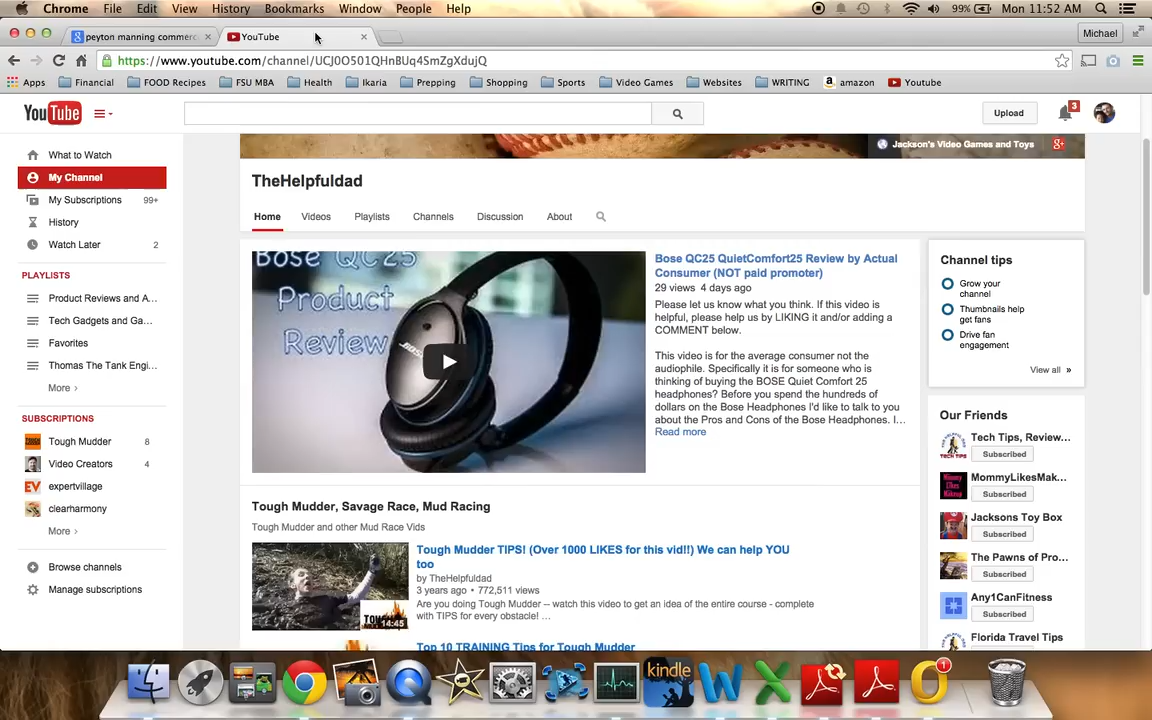 Chrome File Edit View History Bookmarks Window People Help 99% Mon 11:52 AM
peyton manning commerc × YouTube × Michael
https://www.youtube.com/channel/UCJ0O501QHnBUq4SmZgXdujQ
Apps Financial FOOD Recipes FSU MBA Health Ikaria Prepping Shopping Sports Video Games Websites WRITING amazon Youtube
YouTube Upload 3
Jackson's Video Games and Toys
What to Watch
My Channel
My Subscriptions 99+
History
Watch Later 2
PLAYLISTS
Product Reviews and A...
Tech Gadgets and Ga...
Favorites
Thomas The Tank Engi...
More ›
SUBSCRIPTIONS
Tough Mudder 8
Video Creators 4
EV expertvillage
clearharmony
More ›
Browse channels
Manage subscriptions
TheHelpfuldad
Home Videos Playlists Channels Discussion About
Bose QC25
Product
Review
BOSE
Bose QC25 QuietComfort25 Review by Actual
Consumer (NOT paid promoter)
29 views 4 days ago
Please let us know what you think. If this video is
helpful, please help us by LIKING it and/or adding a
COMMENT below.
This video is for the average consumer not the
audiophile. Specifically it is for someone who is
thinking of buying the BOSE Quiet Comfort 25
headphones? Before you spend the hundreds of
dollars on the Bose Headphones I'd like to talk to you
about the Pros and Cons of the Bose Headphones. I...
Read more
Tough Mudder, Savage Race, Mud Racing
Tough Mudder and other Mud Race Vids
14:45
Tough Mudder TIPS! (Over 1000 LIKES for this vid!!) We can help YOU
too
by TheHelpfuldad
3 years ago • 772,511 views
Are you doing Tough Mudder -- watch this video to get an idea of the entire course - complete
with TIPS for every obstacle! ...
Top 10 TRAINING Tips for Tough Mudder
Channel tips
Grow your
channel
Thumbnails help
get fans
Drive fan
engagement
View all »
Our Friends
Tech Tips, Review...
Subscribed
MommyLikesMak...
Subscribed
Jacksons Toy Box
Subscribed
The Pawns of Pro...
Subscribed
Any1CanFitness
Subscribed
Florida Travel Tips
kindle
1